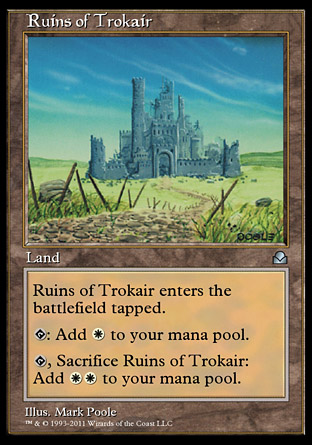 Ruins of Trokair
POOLE
Land
Ruins of Trokair enters the
battlefield tapped.
: Add to your mana pool.
, Sacrifice Ruins of Trokair:
Add to your mana pool.
Illus. Mark Poole
™ & © 1993-2011 Wizards of the Coast LLC